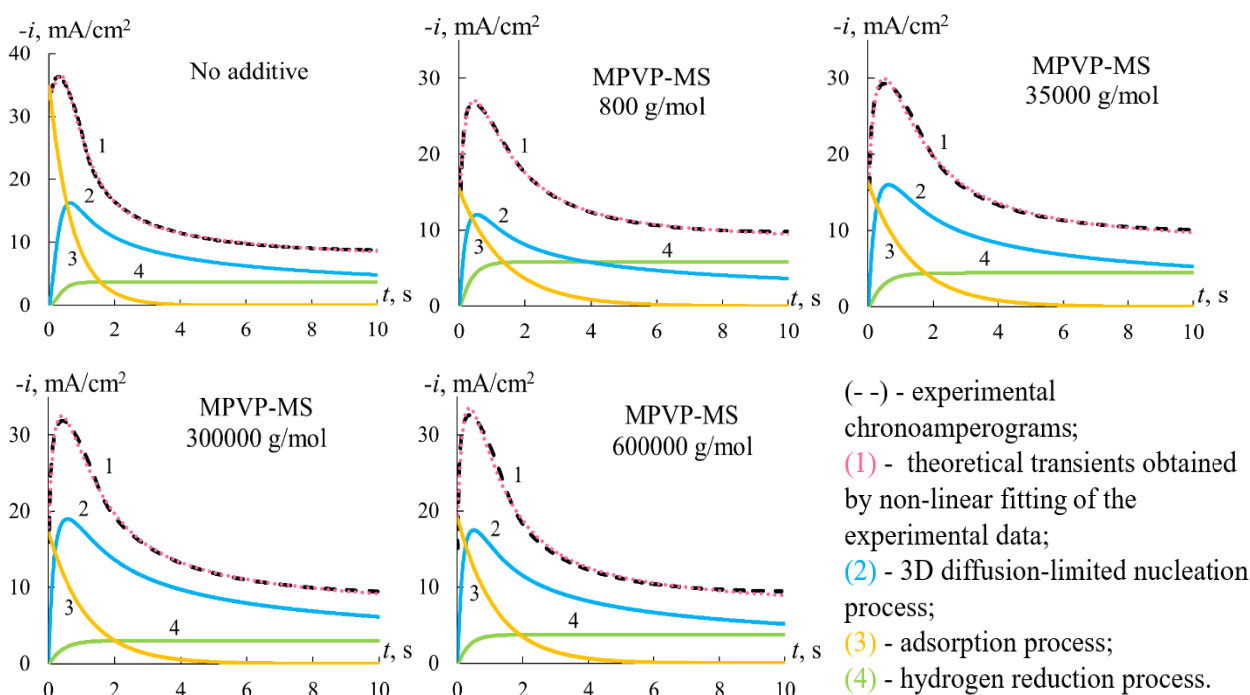 -i, mA/cm²
40
30
20
10
0
No additive
1
2
3
4
t, s
0 2 4 6 8 10
-i, mA/cm²
30
20
10
0
MPVP-MS
800 g/mol
1
2
3
4
t, s
0 2 4 6 8 10
-i, mA/cm²
30
20
10
0
MPVP-MS
35000 g/mol
1
2
3
4
t, s
0 2 4 6 8 10
-i, mA/cm²
30
20
10
0
MPVP-MS
300000 g/mol
1
2
3
4
t, s
0 2 4 6 8 10
-i, mA/cm²
30
20
10
0
MPVP-MS
600000 g/mol
1
2
3
4
t, s
0 2 4 6 8 10
(- -) - experimental
chronoamperograms;
(1) - theoretical transients obtained
by non-linear fitting of the
experimental data;
(2) - 3D diffusion-limited nucleation
process;
(3) - adsorption process;
(4) - hydrogen reduction process.